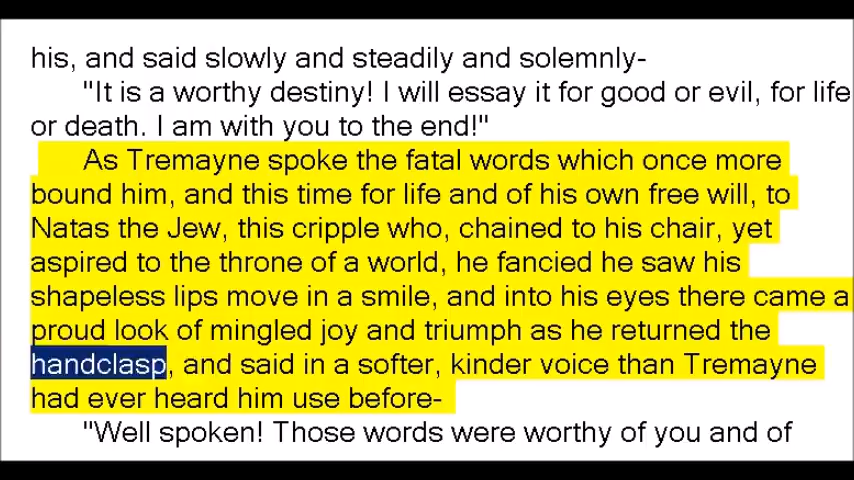 his, and said slowly and steadily and solemnly-
"It is a worthy destiny! I will essay it for good or evil, for life
or death. I am with you to the end!"
As Tremayne spoke the fatal words which once more
bound him, and this time for life and of his own free will, to
Natas the Jew, this cripple who, chained to his chair, yet
aspired to the throne of a world, he fancied he saw his
shapeless lips move in a smile, and into his eyes there came a
proud look of mingled joy and triumph as he returned the
handclasp, and said in a softer, kinder voice than Tremayne
had ever heard him use before-
"Well spoken! Those words were worthy of you and of